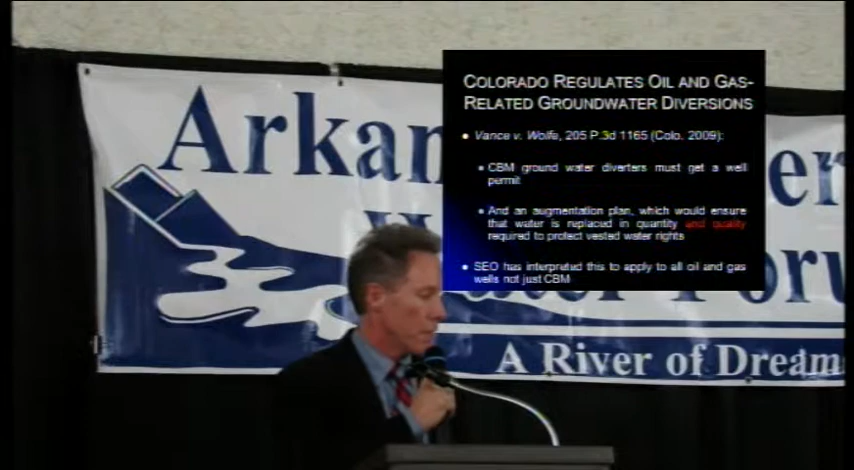 COLORADO REGULATES OIL AND GAS-
RELATED GROUNDWATER DIVERSIONS
Vance v. Wolfe, 205 P.3d 1165 (Colo. 2009):
CBM ground water diverters must get a well
permit
And an augmentation plan, which would ensure
that water is replaced in quantity and quality
required to protect vested water rights
SEO has interpreted this to apply to all oil and gas
wells not just CBM
Arkan
er
W
ater Foru
A River of Dream